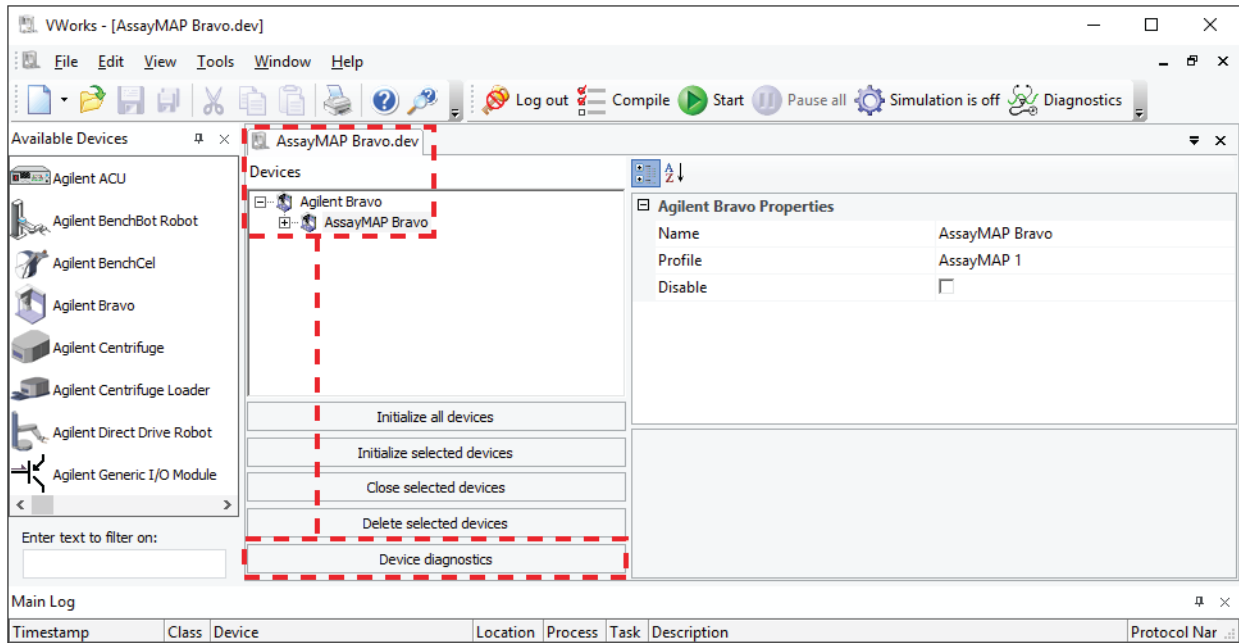 VWorks - [AssayMAP Bravo.dev]
File Edit View Tools Window Help
Log out Compile Start Pause all Simulation is off Diagnostics
Available Devices
Agilent ACU
Agilent BenchBot Robot
Agilent BenchCel
Agilent Bravo
Agilent Centrifuge
Agilent Centrifuge Loader
Agilent Direct Drive Robot
Agilent Generic I/O Module
Enter text to filter on:
AssayMAP Bravo.dev
Devices
Agilent Bravo
AssayMAP Bravo
Initialize all devices
Initialize selected devices
Close selected devices
Delete selected devices
Device diagnostics
Agilent Bravo Properties
Name AssayMAP Bravo
Profile AssayMAP 1
Disable
Main Log
Timestamp Class Device Location Process Task Description Protocol Nar